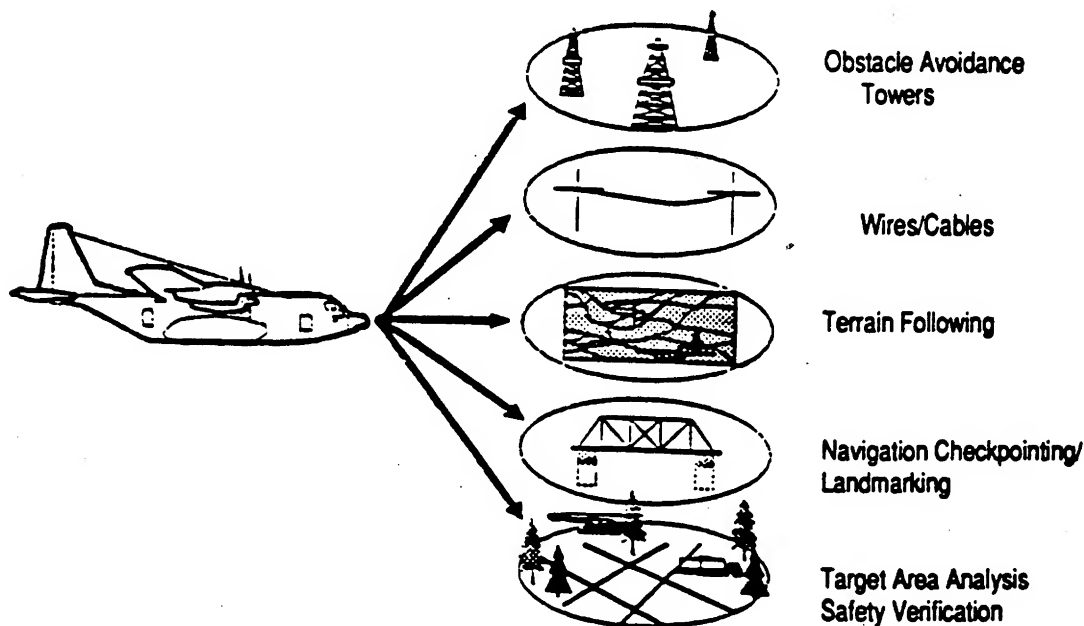 Obstacle Avoidance
Towers
Wires/Cables
Terrain Following
Navigation Checkpointing/
Landmarking
Target Area Analysis
Safety Verification